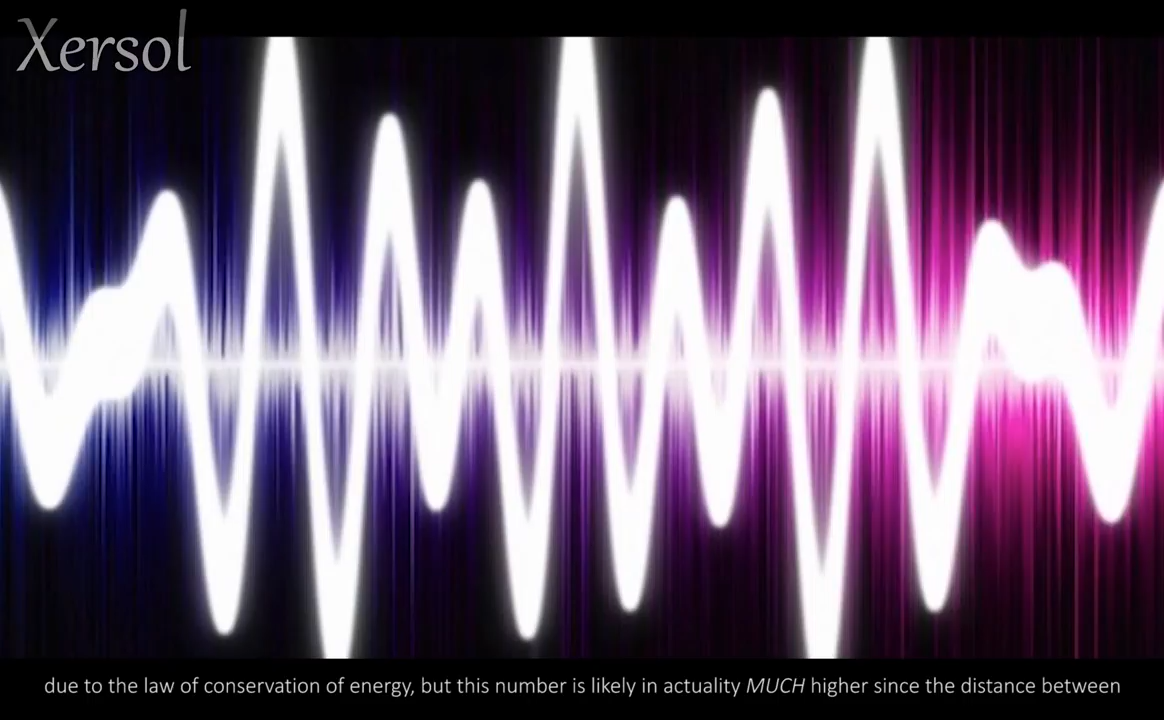 Xersol
due to the law of conservation of energy, but this number is likely in actuality MUCH higher since the distance between